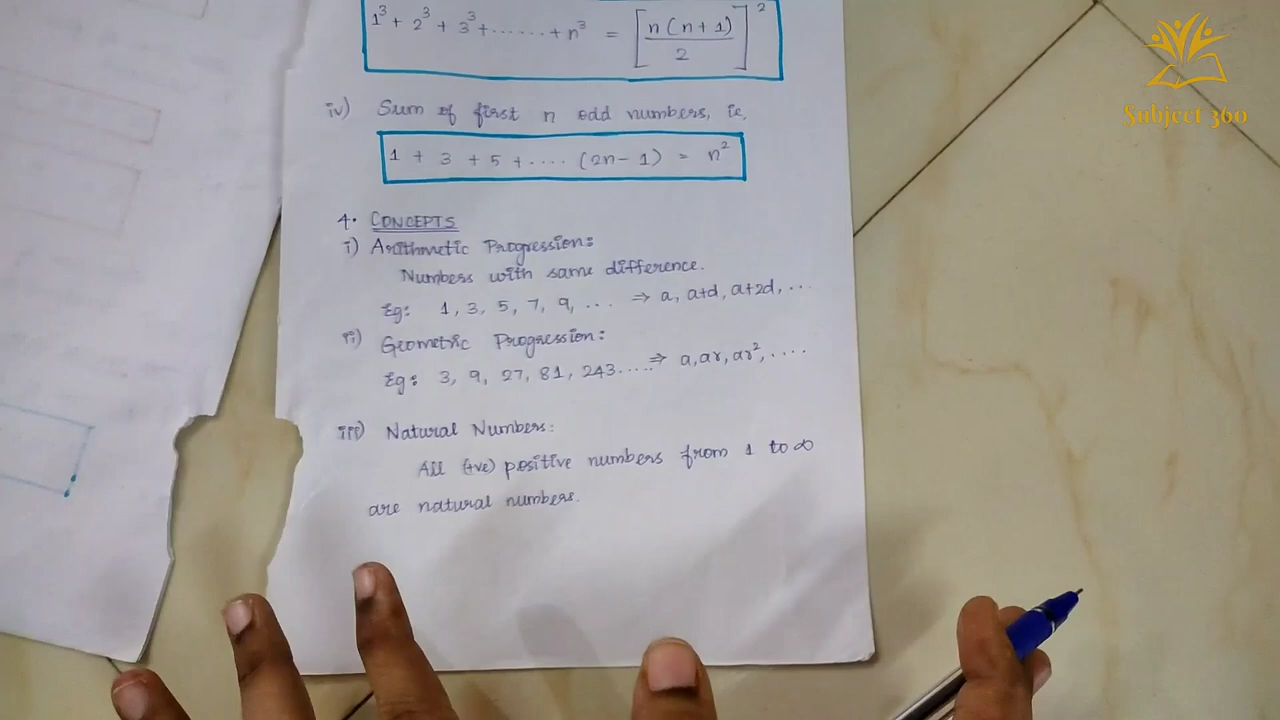 1³ + 2³ + 3³ + ...... + n³ = [n(n+1)/2]²
iv) Sum of first n odd numbers, ie,
1 + 3 + 5 + .... (2n-1) = n²
4. CONCEPTS
i) Arithmetic Progression:
Numbers with same difference.
Eg: 1, 3, 5, 7, 9, ... ⇒ a, a+d, a+2d, ...
ii) Geometric Progression:
Eg: 3, 9, 27, 81, 243..... ⇒ a, ar, ar², ....
iii) Natural Numbers:
All (+ve) positive numbers from 1 to ∞
are natural numbers.
Subject 360